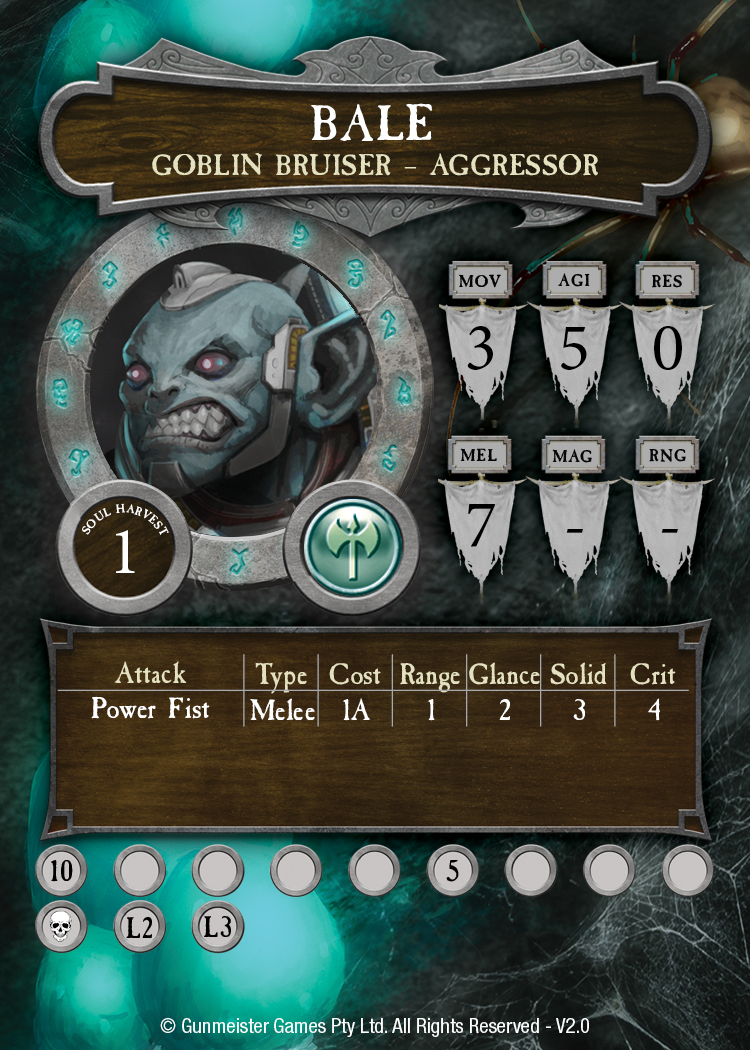 BALE
GOBLIN BRUISER – AGGRESSOR
MOV AGI RES
3 5 0
MEL MAG RNG
7 - -
SOUL HARVEST
1
Attack Type Cost Range Glance Solid Crit
Power Fist Melee 1A 1 2 3 4
10 5
L2 L3
© Gunmeister Games Pty Ltd. All Rights Reserved - V2.0